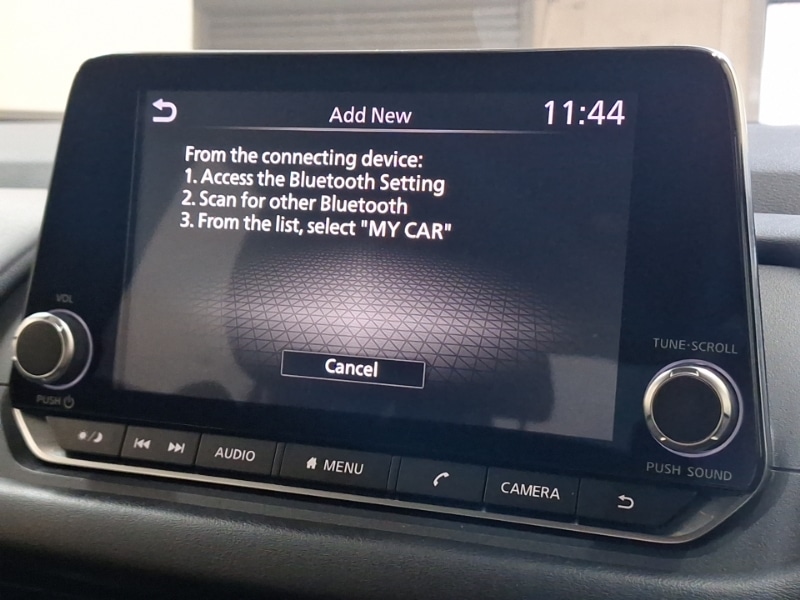 Add New
11:44
From the connecting device:
1. Access the Bluetooth Setting
2. Scan for other Bluetooth
3. From the list, select "MY CAR"
Cancel
VOL
PUSH
TUNE·SCROLL
PUSH SOUND
AUDIO
MENU
CAMERA